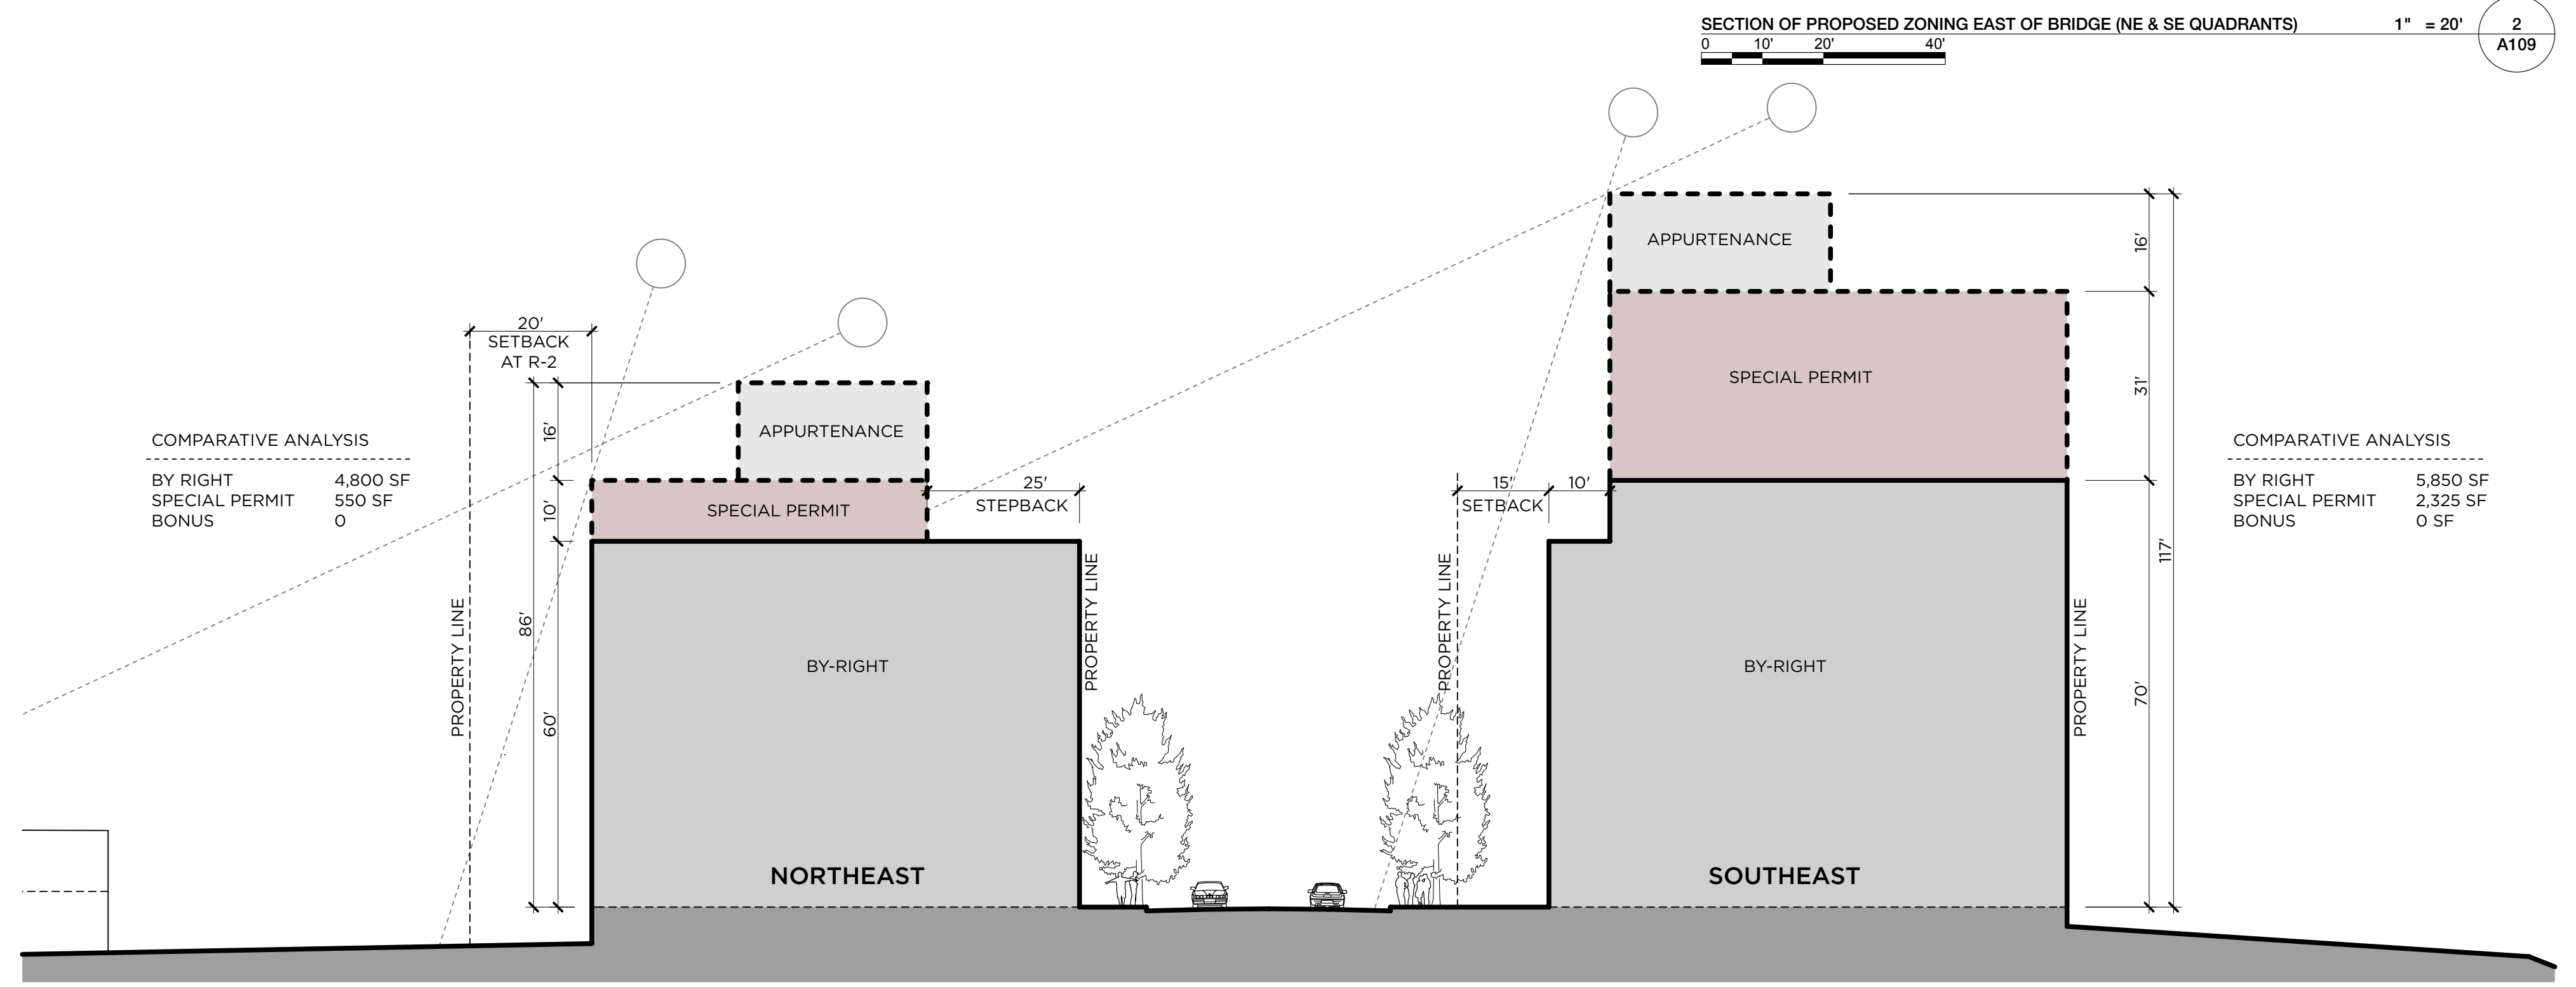 SECTION OF PROPOSED ZONING EAST OF BRIDGE (NE & SE QUADRANTS) 1" = 20' 2
A109
0 10' 20' 40'
20'
SETBACK
AT R-2
16'
10'
86'
60'
COMPARATIVE ANALYSIS
BY RIGHT 4,800 SF
SPECIAL PERMIT 550 SF
BONUS 0
PROPERTY LINE
APPURTENANCE
SPECIAL PERMIT
BY-RIGHT
NORTHEAST
25'
STEPBACK
PROPERTY LINE
PROPERTY LINE
15'
SETBACK
10'
APPURTENANCE
SPECIAL PERMIT
BY-RIGHT
SOUTHEAST
PROPERTY LINE
16'
31'
117'
70'
COMPARATIVE ANALYSIS
BY RIGHT 5,850 SF
SPECIAL PERMIT 2,325 SF
BONUS 0 SF